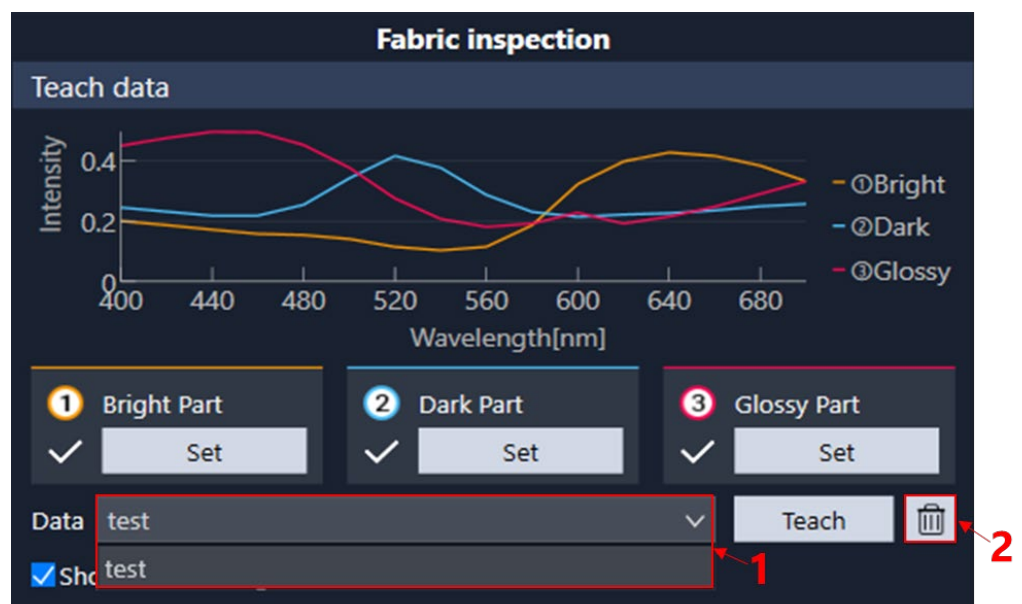 Fabric inspection
Teach data
Intensity
0.4
0.2
0
400 440 480 520 560 600 640 680
Wavelength[nm]
①Bright
②Dark
③Glossy
1 Bright Part
Set
2 Dark Part
Set
3 Glossy Part
Set
Data test Teach
test
1
2